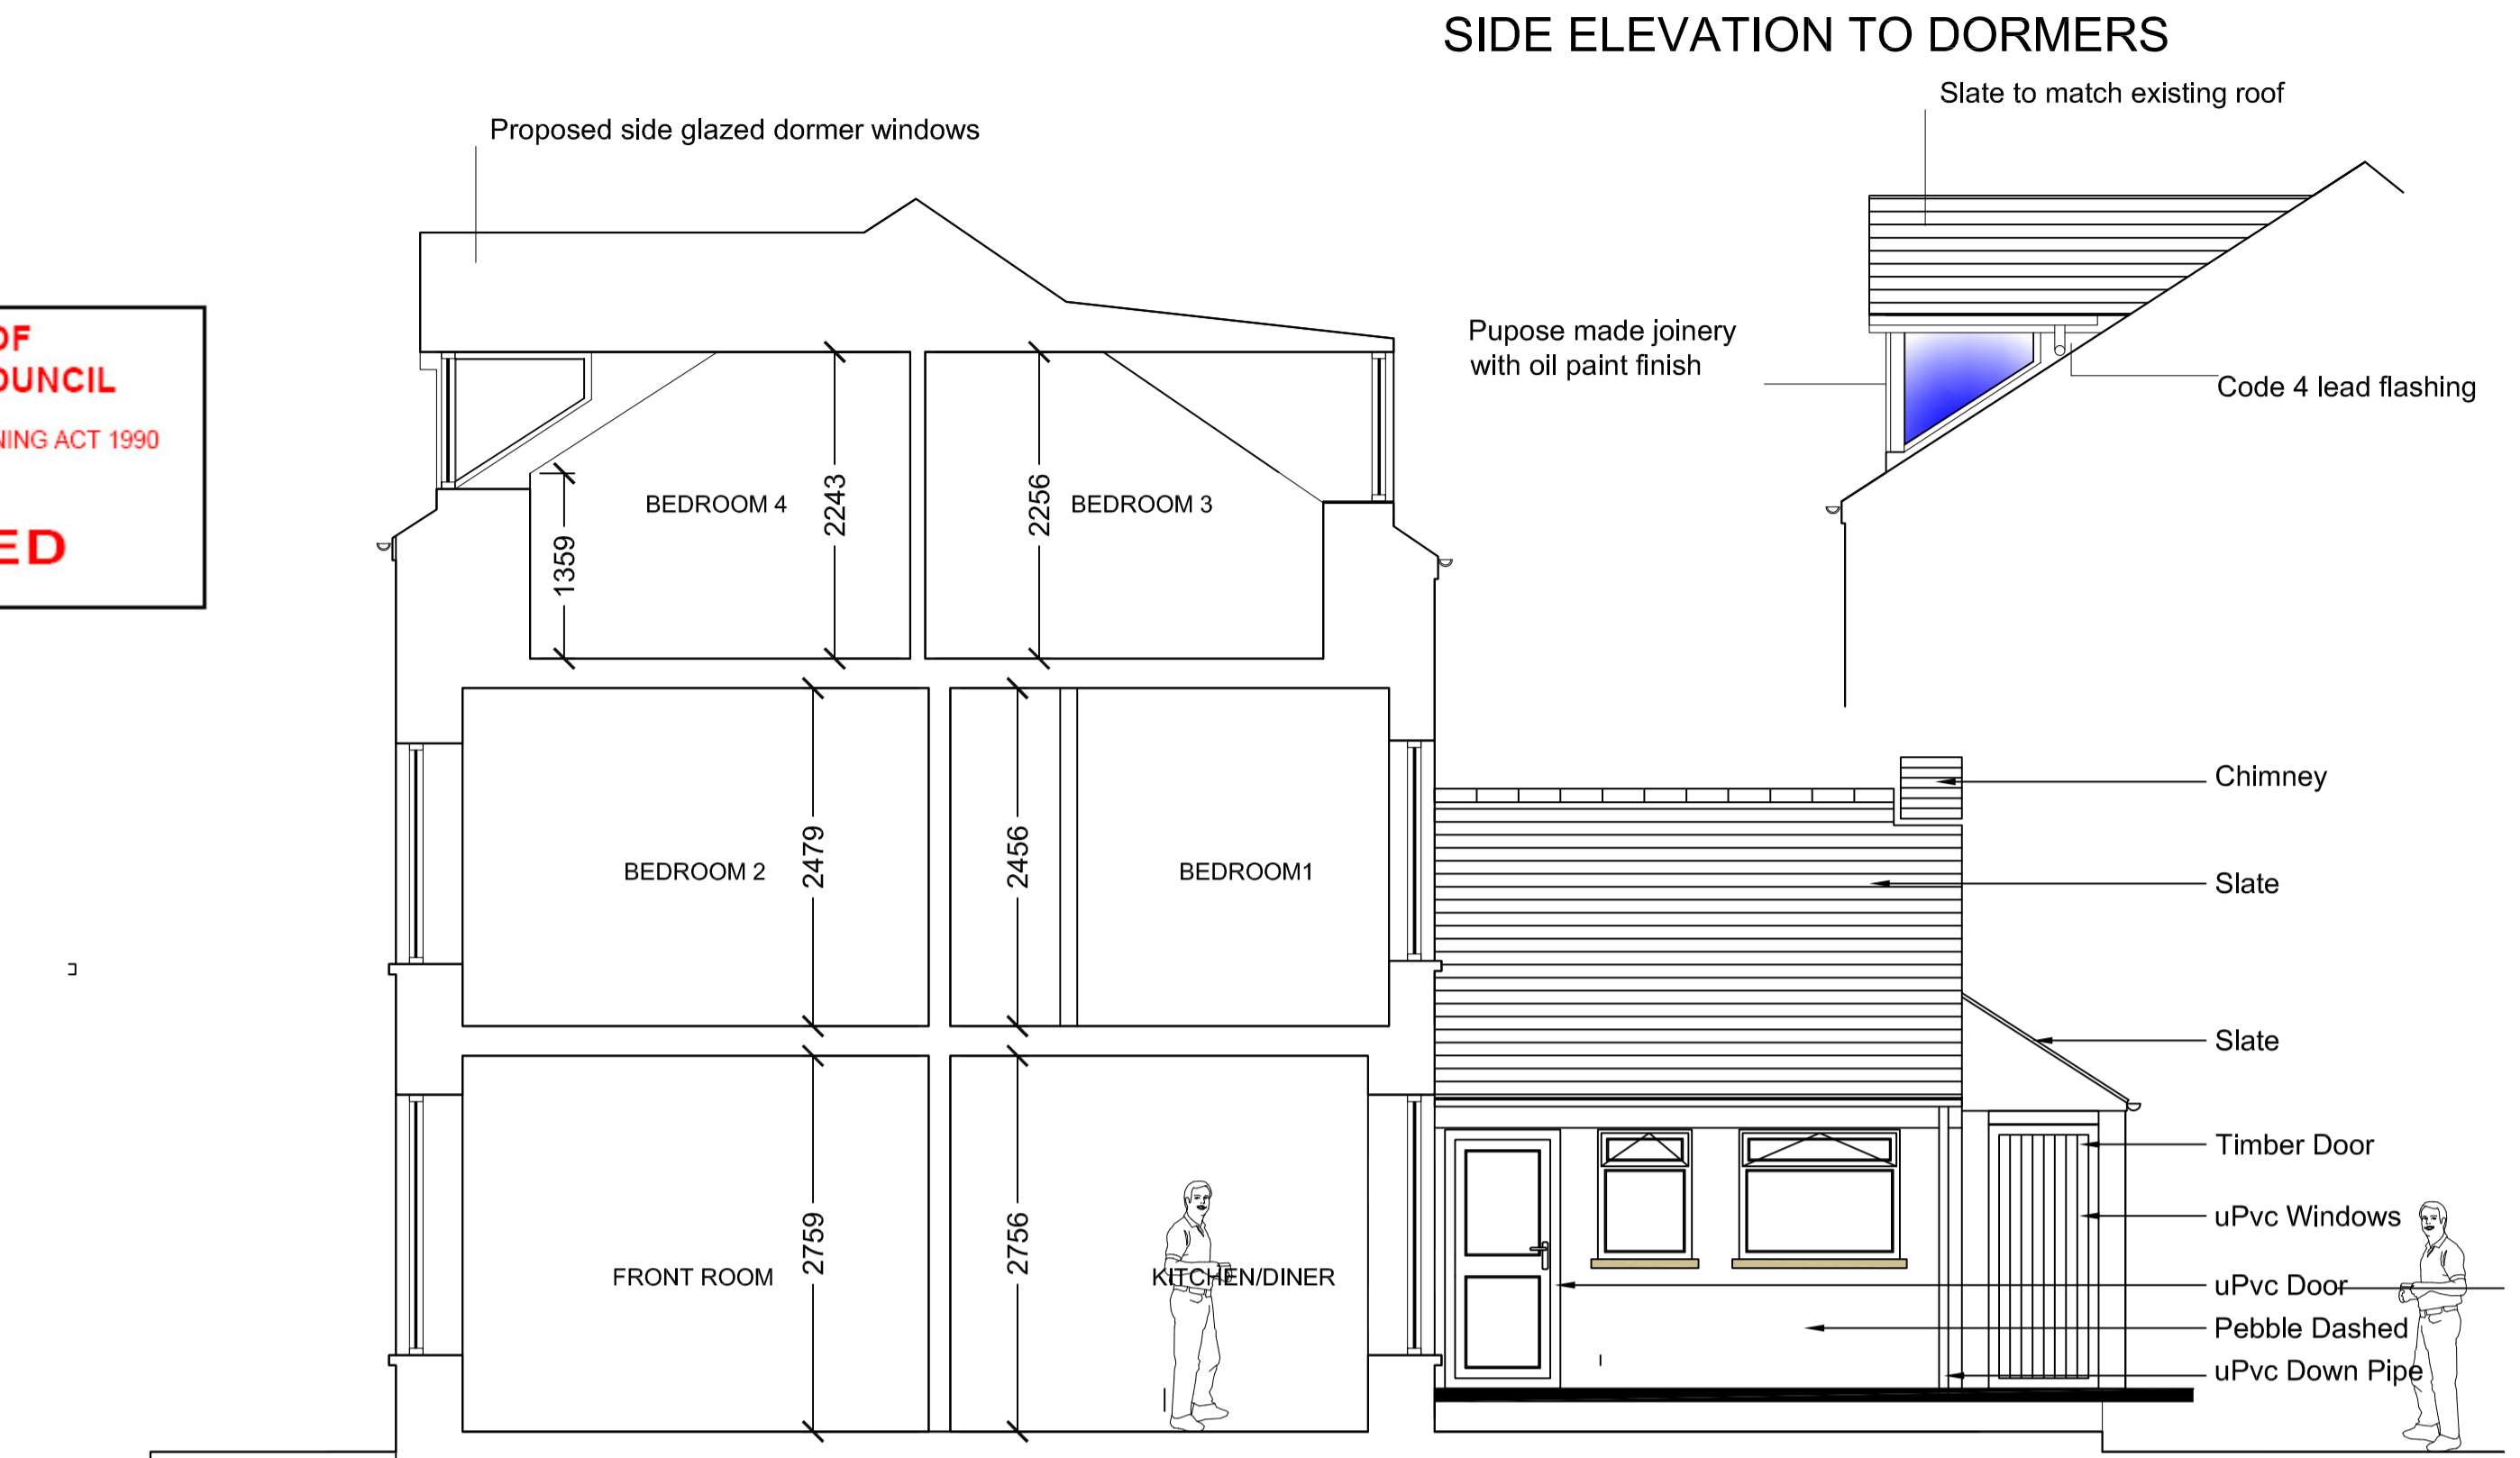 SIDE ELEVATION TO DORMERS
Proposed side glazed dormer windows
Slate to match existing roof
Pupose made joinery
with oil paint finish
Code 4 lead flashing
OF
OUNCIL
NING ACT 1990
ED
BEDROOM 4
2243
1359
2256
BEDROOM 3
BEDROOM 2
2479
2456
BEDROOM1
FRONT ROOM
2759
2756
KITCHEN/DINER
Chimney
Slate
Slate
Timber Door
uPvc Windows
uPvc Door
Pebble Dashed
uPvc Down Pipe